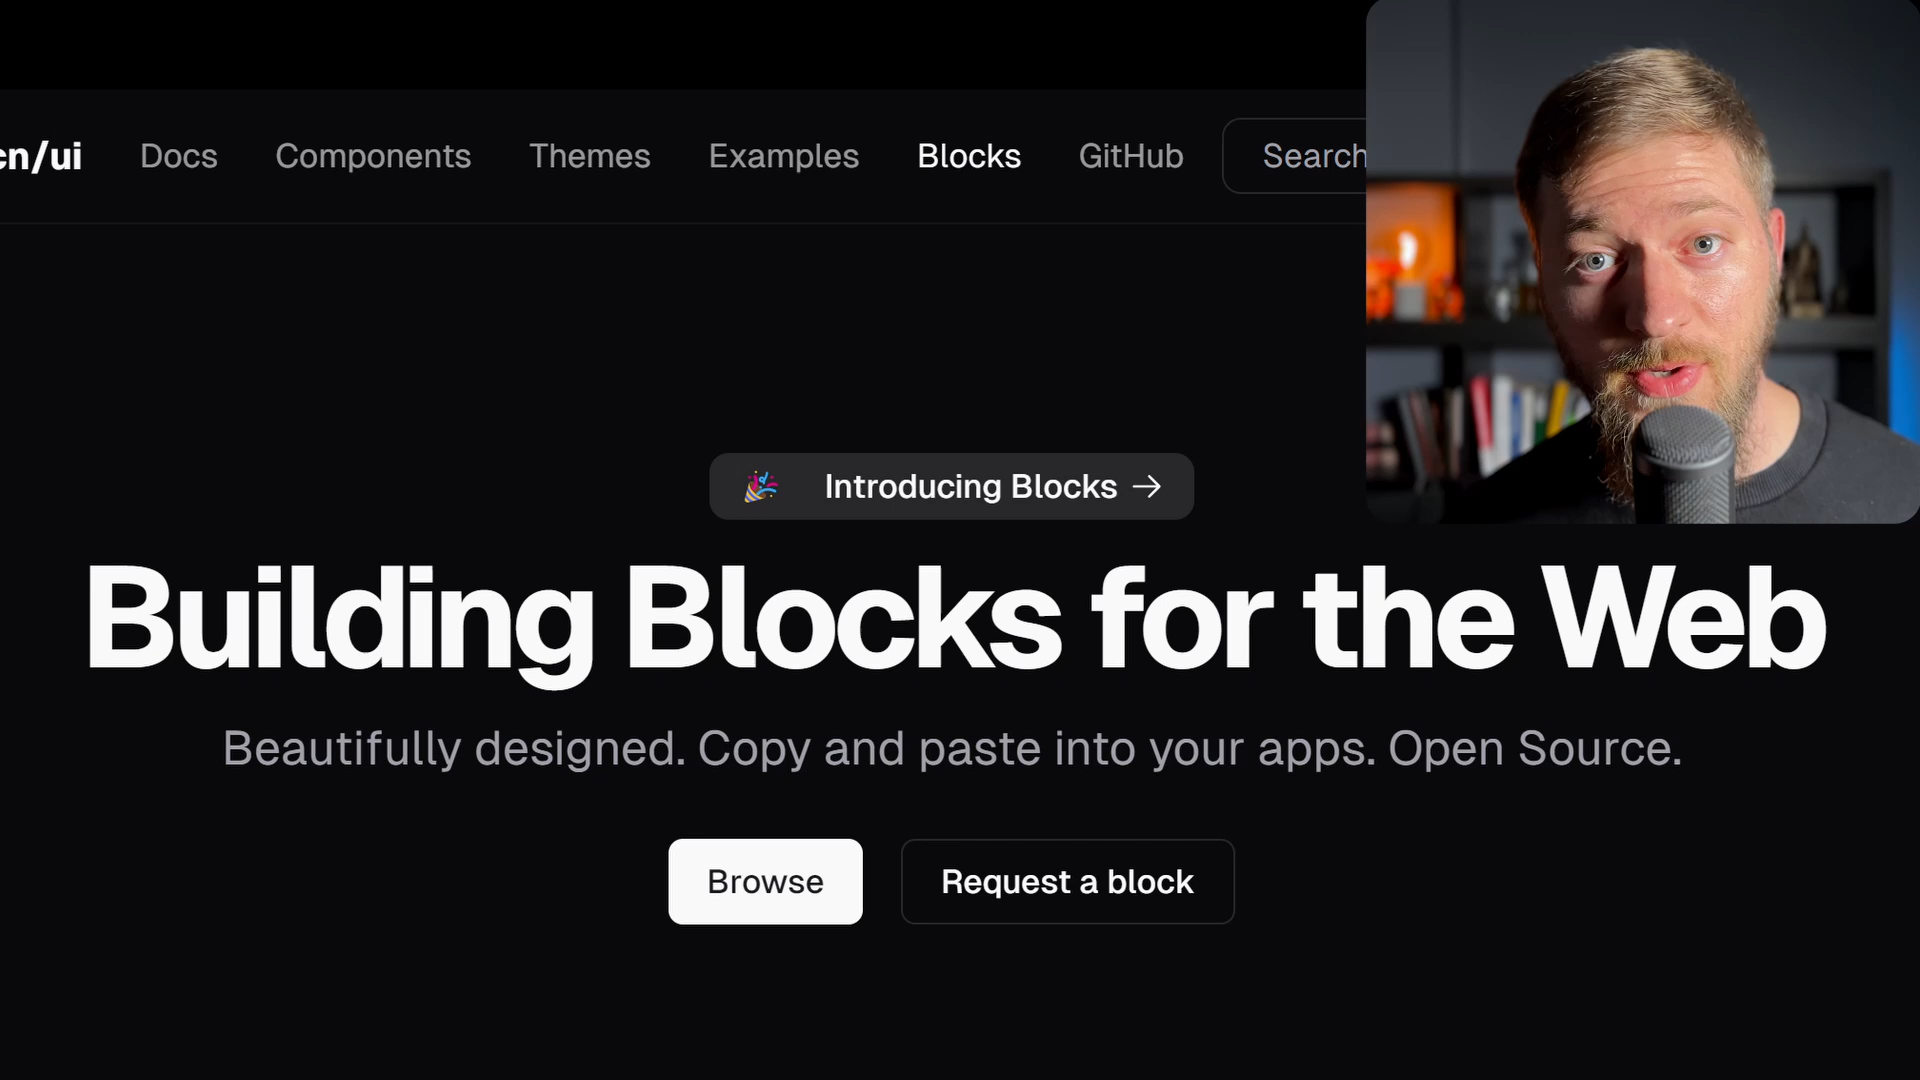 cn/ui Docs Components Themes Examples Blocks GitHub Search
Introducing Blocks →
Building Blocks for the Web
Beautifully designed. Copy and paste into your apps. Open Source.
Browse Request a block